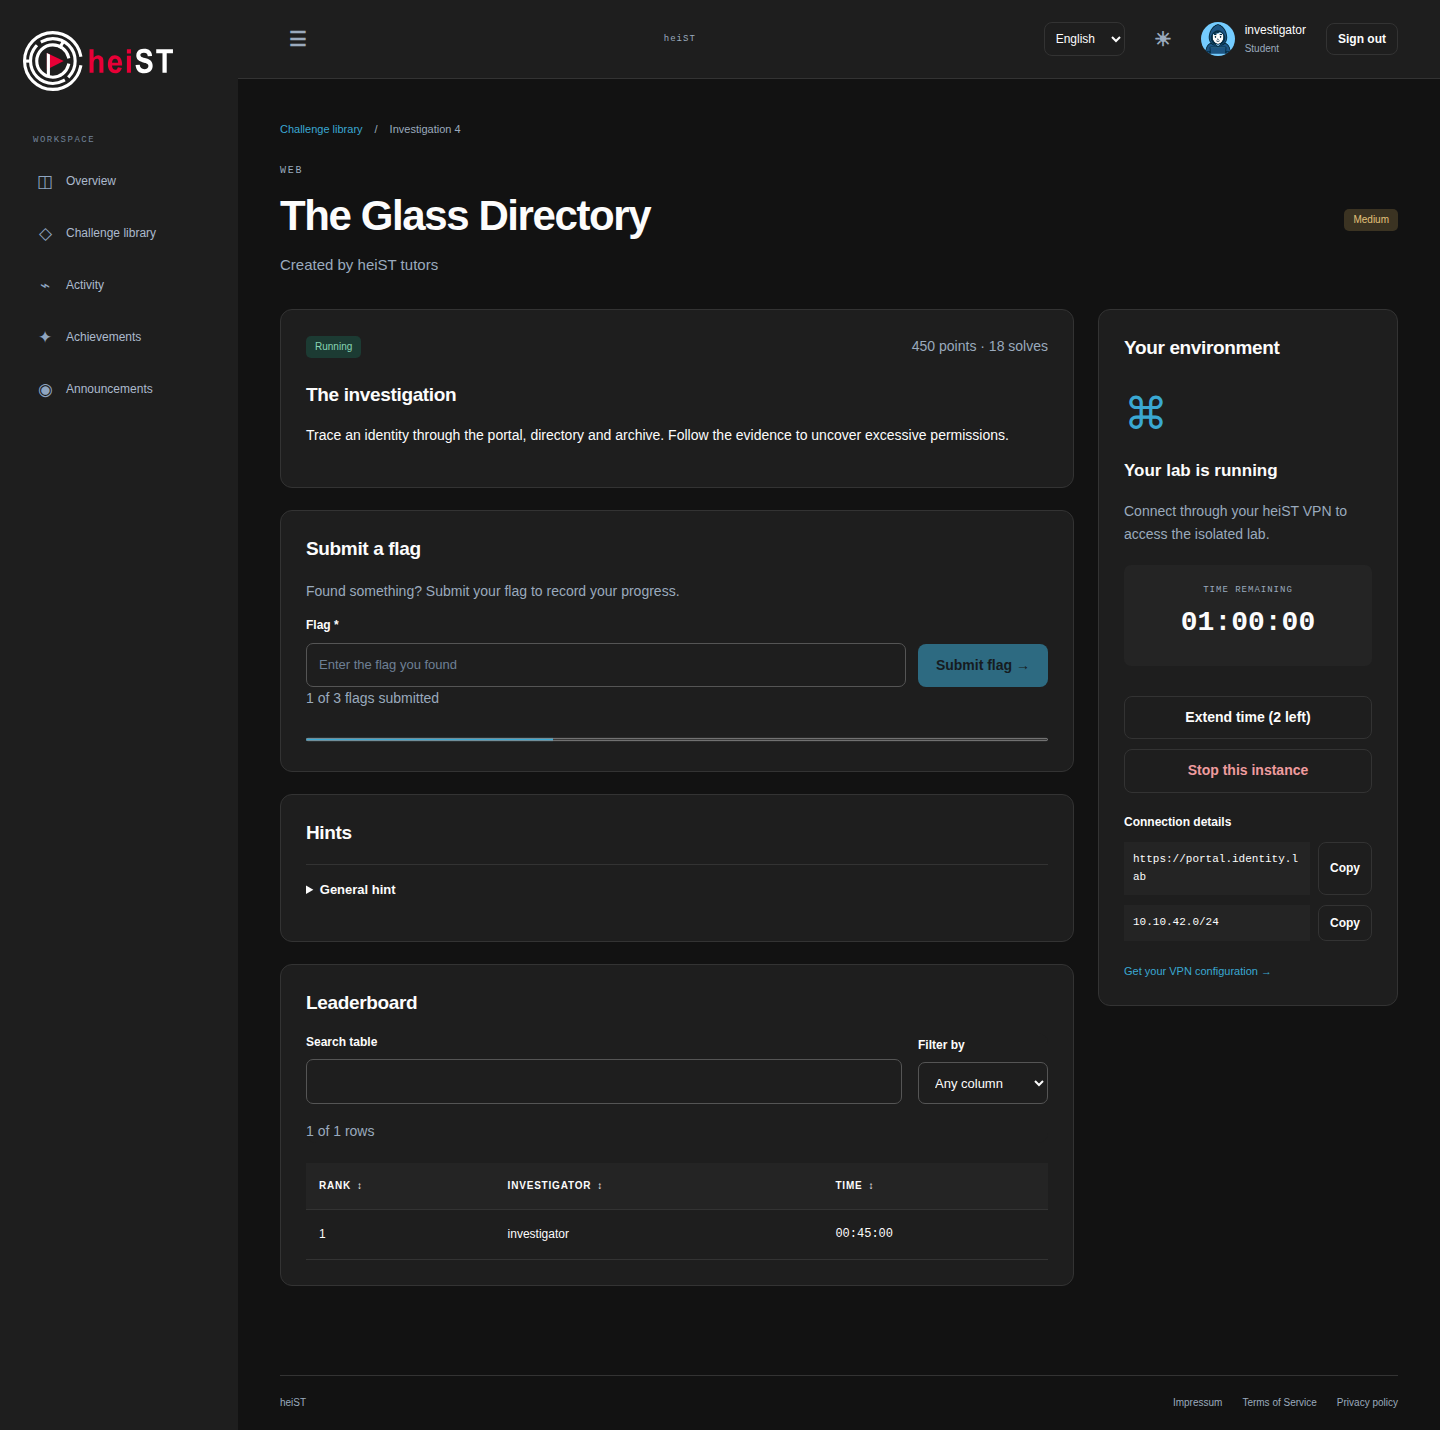 heiST
heiST
English
investigator
Student
Sign out
WORKSPACE
Overview
Challenge library
Activity
Achievements
Announcements
Challenge library / Investigation 4
WEB
The Glass Directory
Medium
Created by heiST tutors
Running
450 points · 18 solves
The investigation
Trace an identity through the portal, directory and archive. Follow the evidence to uncover excessive permissions.
Submit a flag
Found something? Submit your flag to record your progress.
Flag *
Enter the flag you found
Submit flag →
1 of 3 flags submitted
Hints
General hint
Leaderboard
Search table
Filter by
Any column
1 of 1 rows
RANK ↕ INVESTIGATOR ↕ TIME ↕
1 investigator 00:45:00
Your environment
⌘
Your lab is running
Connect through your heiST VPN to
access the isolated lab.
TIME REMAINING
01:00:00
Extend time (2 left)
Stop this instance
Connection details
https://portal.identity.l
ab
Copy
10.10.42.0/24
Copy
Get your VPN configuration →
heiST
Impressum Terms of Service Privacy policy